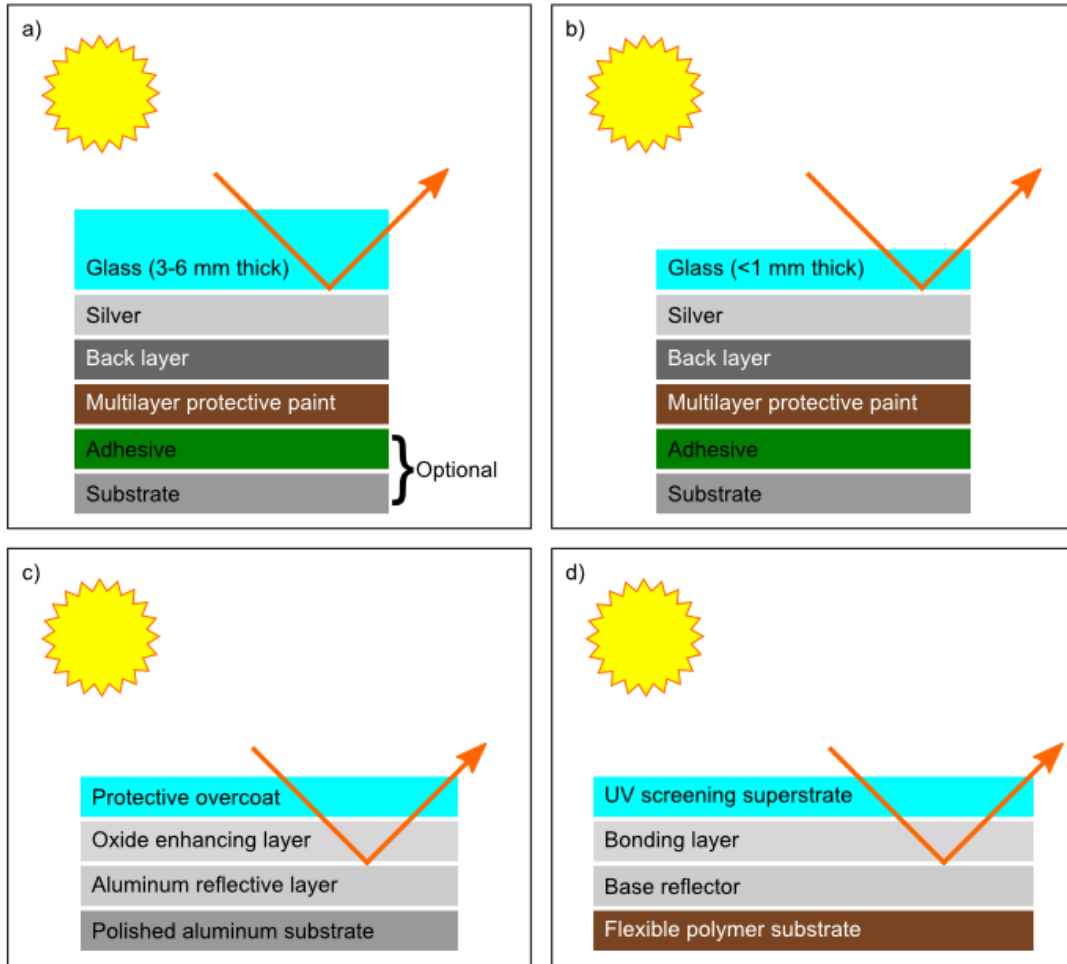 a)
Glass (3-6 mm thick)
Silver
Back layer
Multilayer protective paint
Adhesive
Substrate
Optional
b)
Glass (<1 mm thick)
Silver
Back layer
Multilayer protective paint
Adhesive
Substrate
c)
Protective overcoat
Oxide enhancing layer
Aluminum reflective layer
Polished aluminum substrate
d)
UV screening superstrate
Bonding layer
Base reflector
Flexible polymer substrate